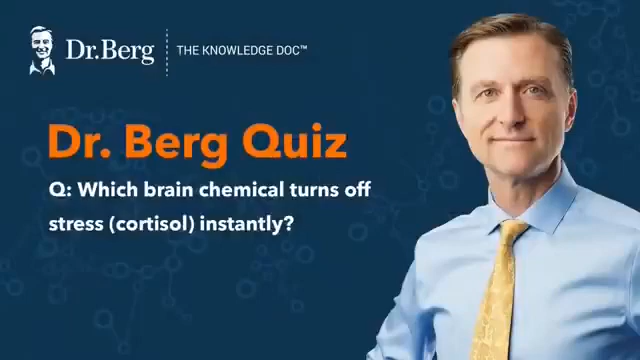 Dr.Berg
THE KNOWLEDGE DOC™
Dr. Berg Quiz
Q: Which brain chemical turns off
stress (cortisol) instantly?